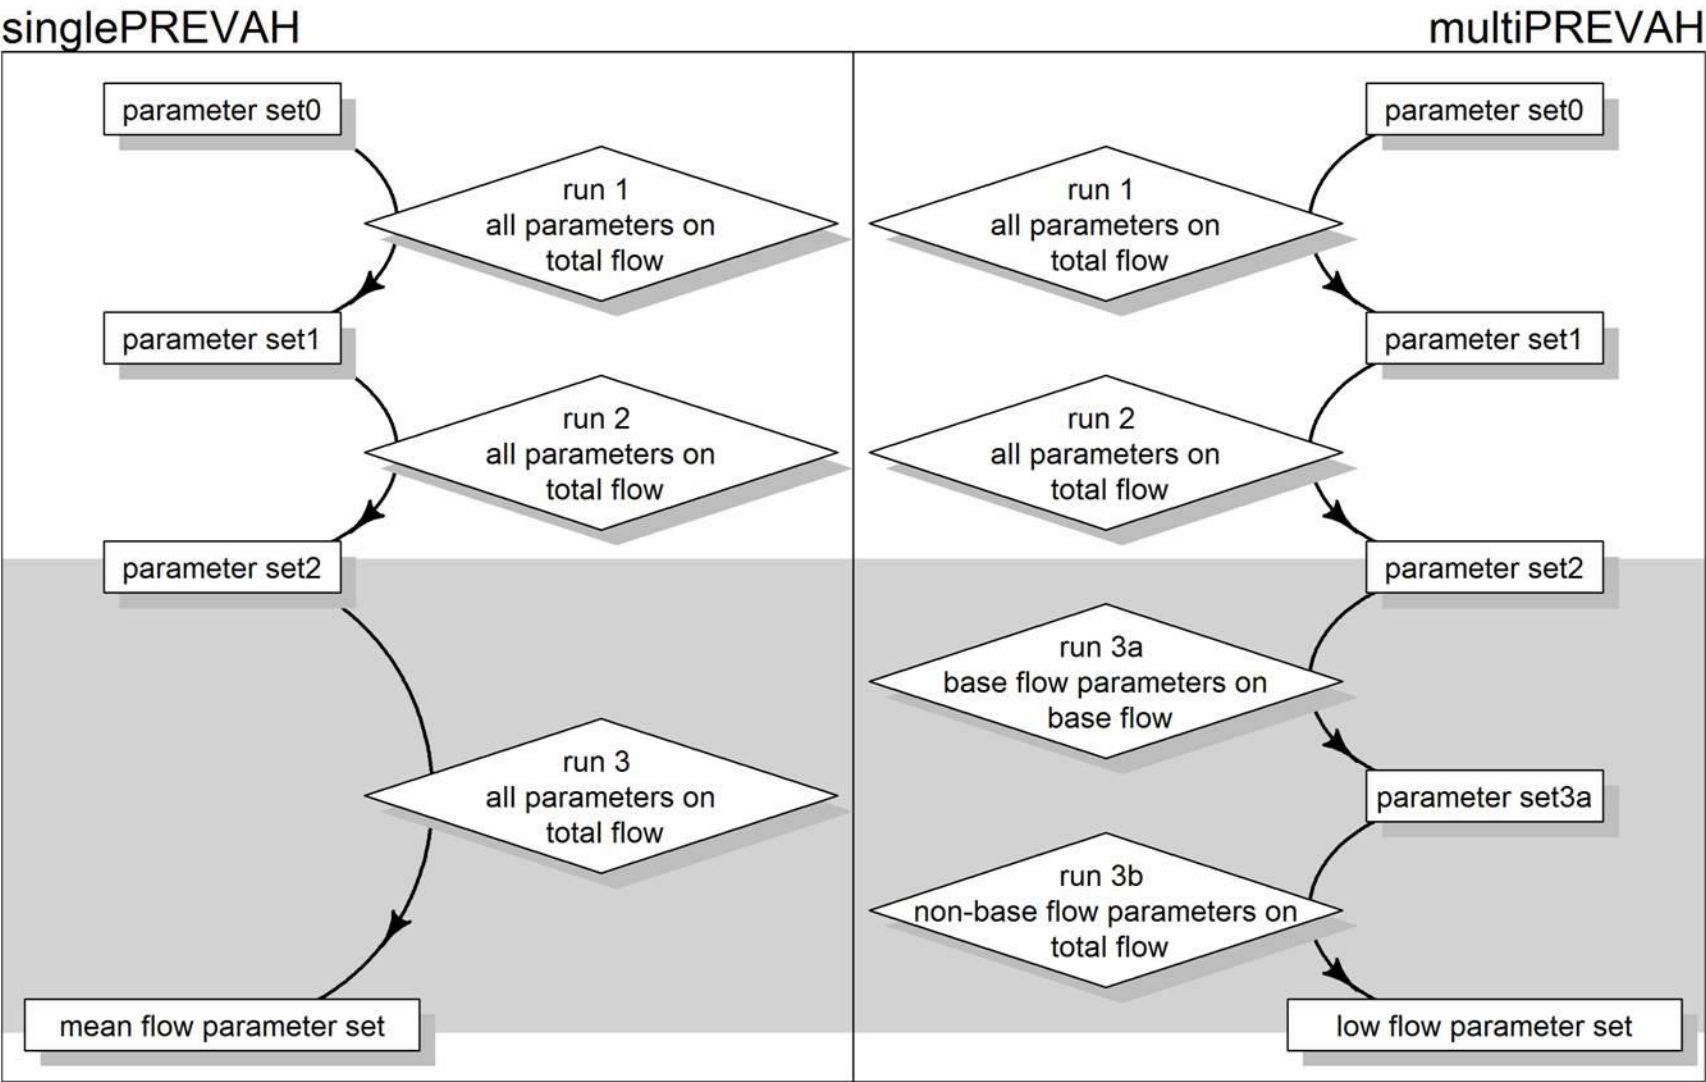 singlePREVAH
multiPREVAH
parameter set0
run 1
all parameters on
total flow
parameter set1
run 2
all parameters on
total flow
parameter set2
run 3
all parameters on
total flow
mean flow parameter set
parameter set0
run 1
all parameters on
total flow
parameter set1
run 2
all parameters on
total flow
parameter set2
run 3a
base flow parameters on
base flow
parameter set3a
run 3b
non-base flow parameters on
total flow
low flow parameter set